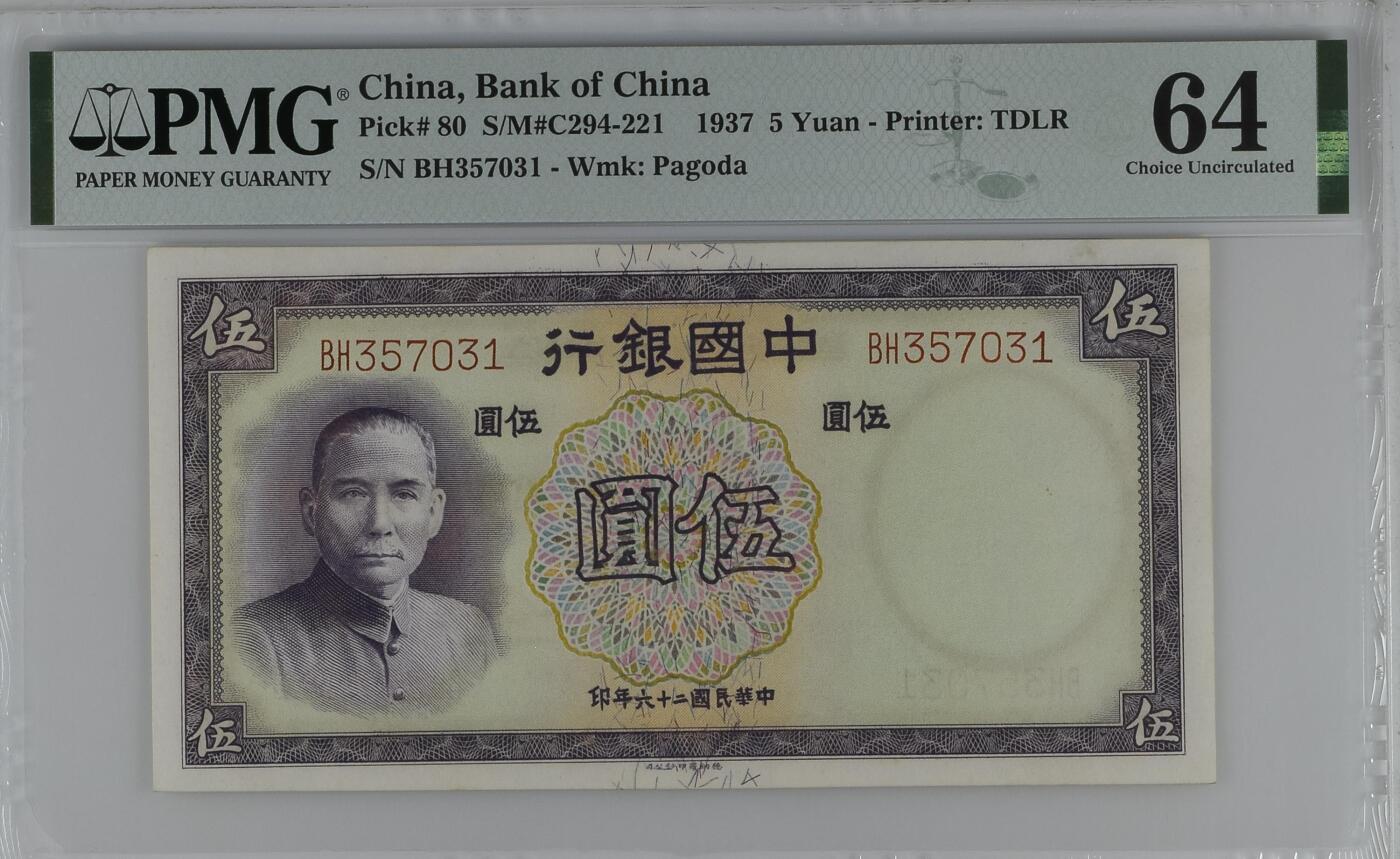 PMG®
PAPER MONEY GUARANTY
China, Bank of China
Pick# 80 S/M#C294-221 1937 5 Yuan - Printer: TDLR
S/N BH357031 - Wmk: Pagoda
64
Choice Uncirculated
伍 伍
行銀國中
BH357031 BH357031
圓伍 圓伍
圓伍
印年六十二國民華中
伍 伍